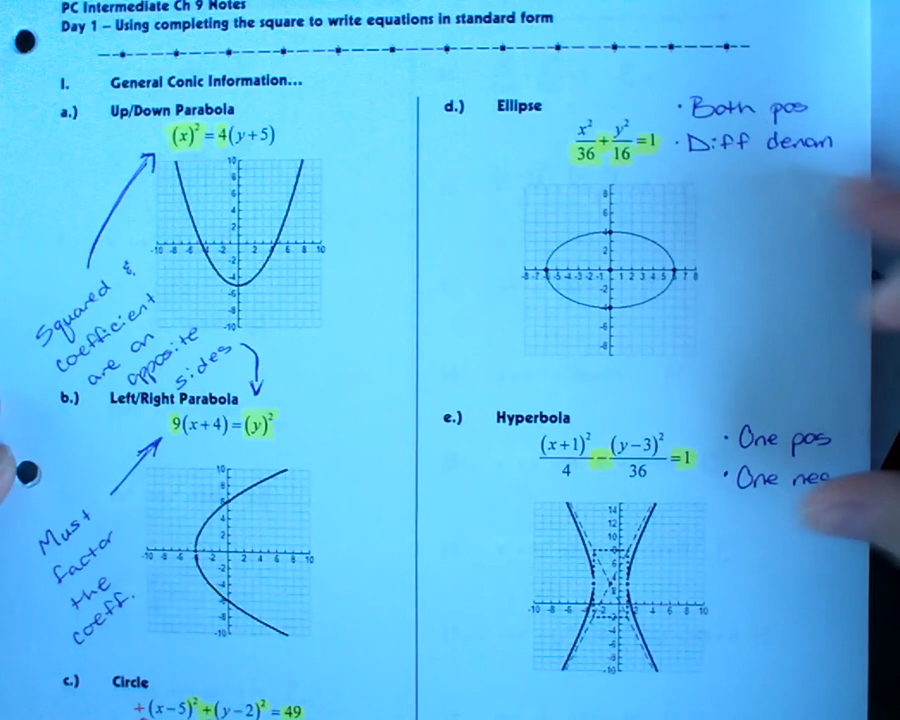 PC Intermediate Ch 9 Notes
Day 1 – Using completing the square to write equations in standard form
I. General Conic Information...
a.) Up/Down Parabola
(x)² = 4(y+5)
Squared &
coefficient
are on
opposite
sides
b.) Left/Right Parabola
9(x+4) = (y)²
Must
factor
the
coeff.
c.) Circle
+(x−5)² + (y−2)² = 49
d.) Ellipse
x²/36 + y²/16 = 1
· Both pos
· Diff denom
e.) Hyperbola
(x+1)²/4 − (y−3)²/36 = 1
· One pos
· One neg